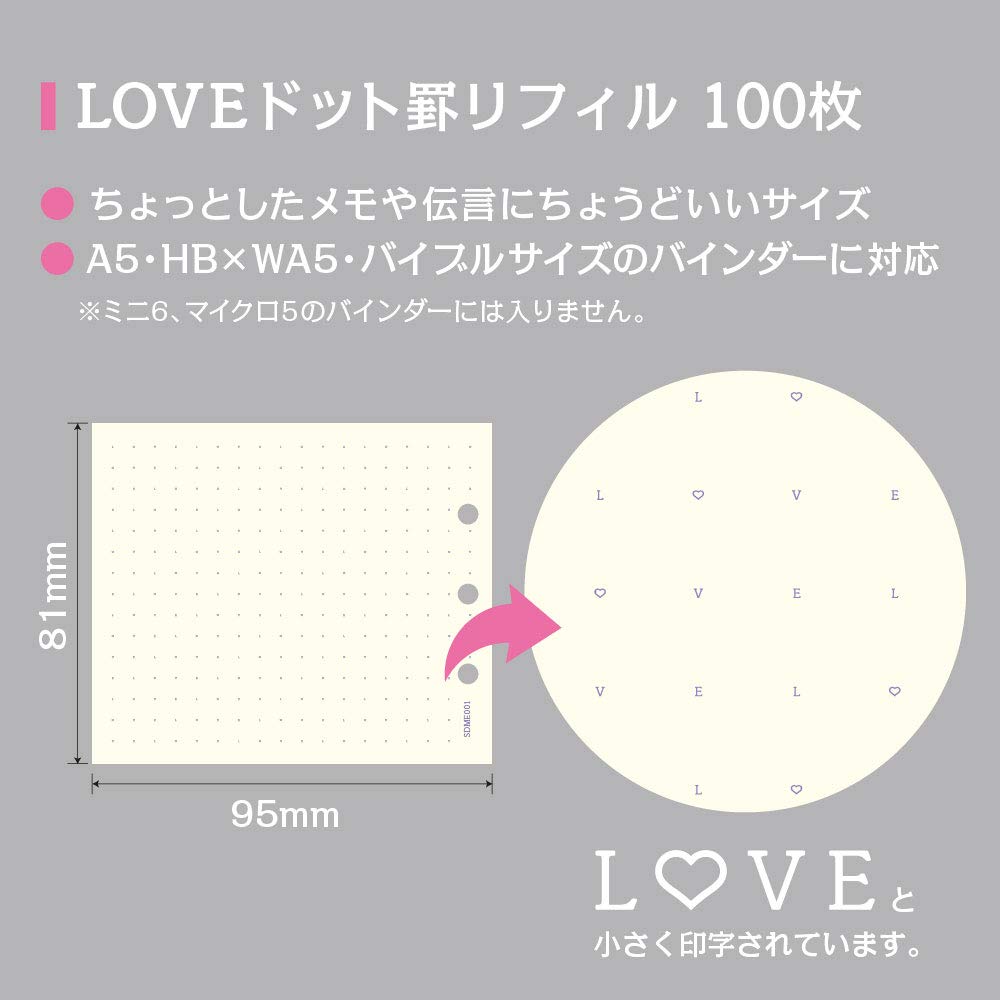 LOVEドット罫リフィル 100枚
ちょっとしたメモや伝言にちょうどいいサイズ
A5・HB×WA5・バイブルサイズのバインダーに対応
※ミニ6、マイクロ5のバインダーには入りません。
81mm
95mm
SDME001
L ♡
L ♡ V E
♡ V E L
V E L ♡
L ♡
L♡VEと
小さく印字されています。